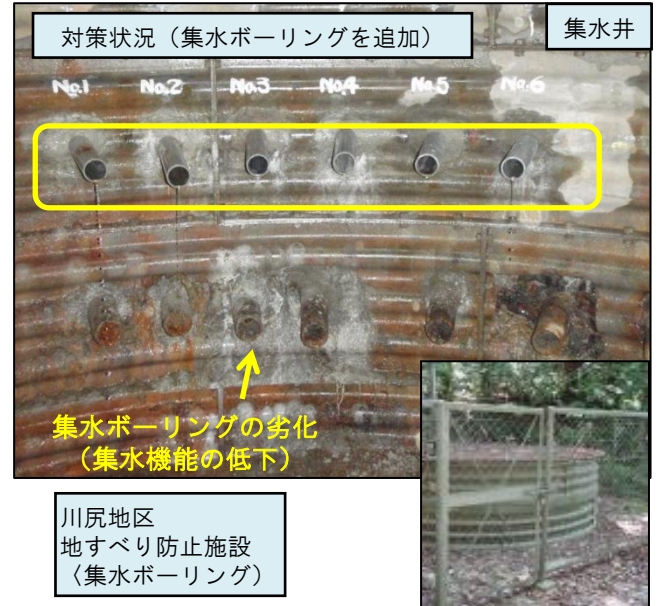 対策状況（集水ボーリングを追加）
集水井
No.1 No.2 No.3 No.4 No.5 No.6
集水ボーリングの劣化
（集水機能の低下）
川尻地区
地すべり防止施設
〈集水ボーリング〉